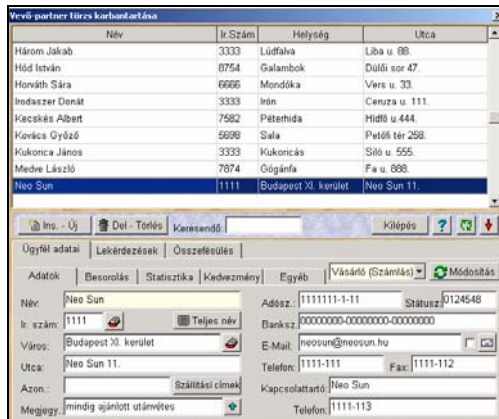 Vevő-partner törzs karbantartása
Név Ir.Szám Helység Utca
Három Jakab 3333 Lúdfalva Liba u. 88.
Hód István 8754 Galambok Dűlői sor 47.
Horváth Sára 6666 Mondóka Vers u. 33.
Irodaszer Donát 3333 Irón Ceruza u. 111.
Kecskés Albert 7582 Péterhida Hídfő u.444.
Kovács Győző 5698 Sala Petőfi tér 258.
Kukorica János 3333 Kukoricás Siló u. 555.
Medve László 7874 Gógánfa Fa u. 888.
Neo Sun 1111 Budapest XI. kerület Neo Sun 11.
Ins. - Új Del - Törlés Keresendő: Kilépés ?
Ügyfél adatai Lekérdezések Összefésülés
Adatok Besorolás Statisztika Kedvezmény Egyéb Vásárló (Számlás) Módosítás
Név: Neo Sun Adósz.: 1111111-1-11 Státusz: 0124548
Ir. szám: 1111 Teljes név Banksz. 00000000-00000000-00000000
Város: Budapest XI. kerület E-Mail: neosun@neosun.hu
Utca: Neo Sun 11. Telefon: 1111-111 Fax: 1111-112
Azon.: Szállítási címek Kapcsolattartó: Neo Sun
Megjegy. mindig ajánlott utánvétes Telefon: 1111-113